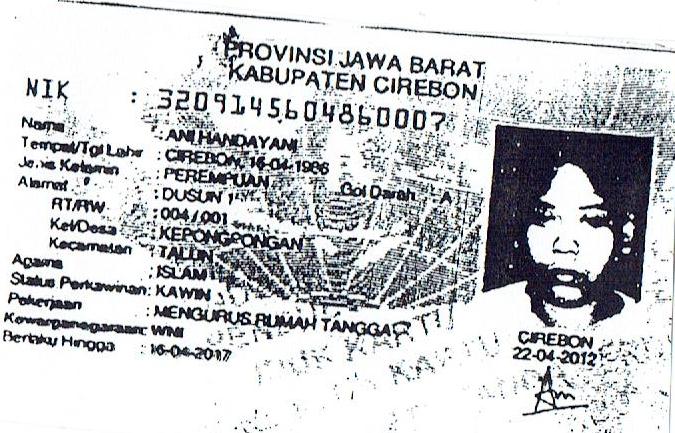 PROVINSI JAWA BARAT
KABUPATEN CIREBON
NIK : 3209145604860007
Nama : ANI HANDAYANI
Tempat/Tgl Lahir : CIREBON, 16-04-1986
Jenis Kelamin : PEREMPUAN Gol Darah A
Alamat : DUSUN 1
RT/RW : 004/001
Kel/Desa : KEPONGPONGAN
Kecamatan : TALUN
Agama : ISLAM
Status Perkawinan: KAWIN
Pekerjaan : MENGURUS RUMAH TANGGA
Kewarganegaraan: WNI
Berlaku Hingga : 16-04-2017
CIREBON
22-04-2012